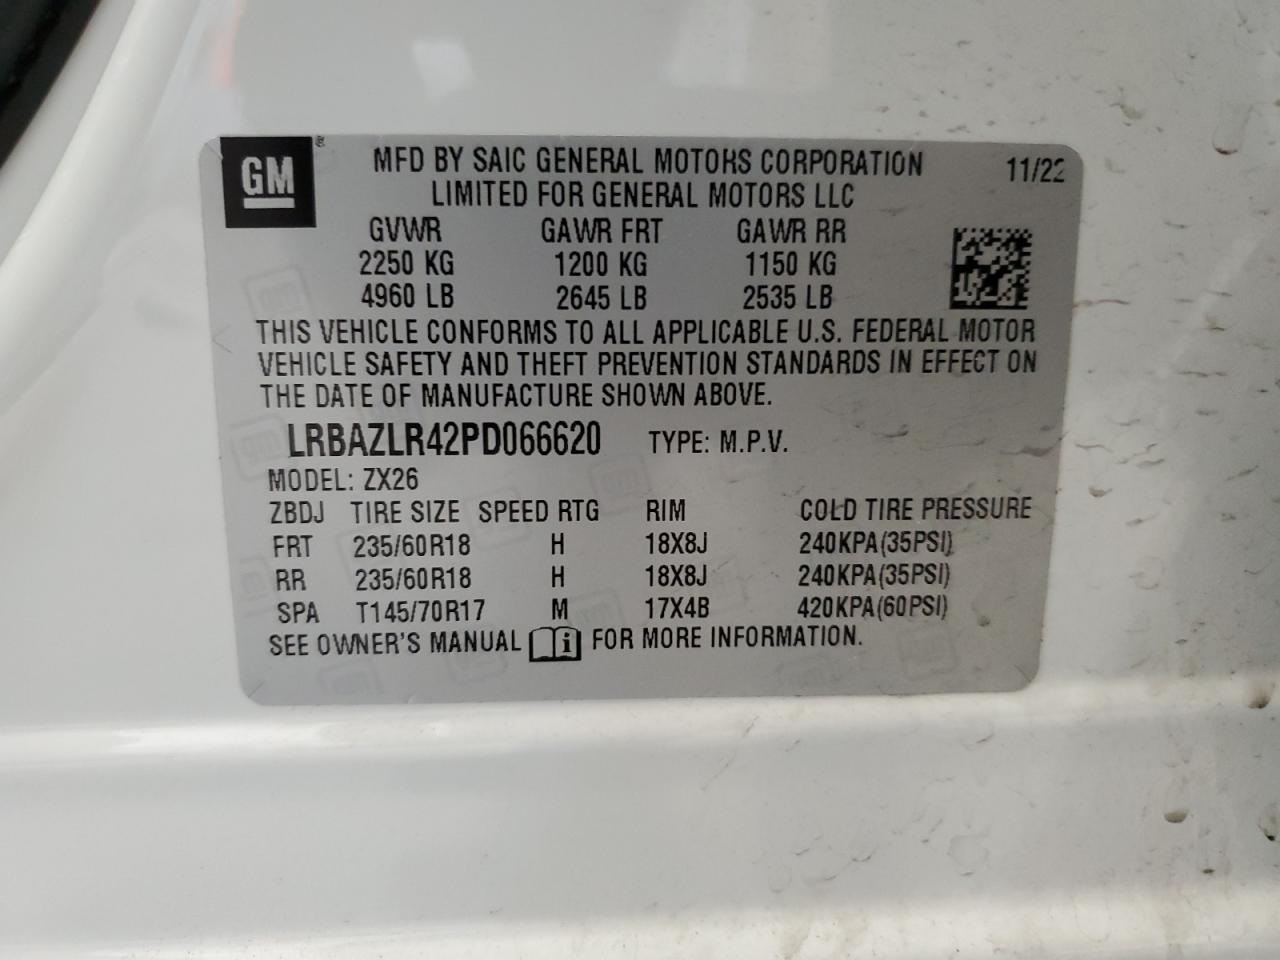 GM
MFD BY SAIC GENERAL MOTORS CORPORATION 11/22
LIMITED FOR GENERAL MOTORS LLC
GVWR GAWR FRT GAWR RR
2250 KG 1200 KG 1150 KG
4960 LB 2645 LB 2535 LB
THIS VEHICLE CONFORMS TO ALL APPLICABLE U.S. FEDERAL MOTOR
VEHICLE SAFETY AND THEFT PREVENTION STANDARDS IN EFFECT ON
THE DATE OF MANUFACTURE SHOWN ABOVE.
LRBAZLR42PD066620 TYPE: M.P.V.
MODEL: ZX26
ZBDJ TIRE SIZE SPEED RTG RIM COLD TIRE PRESSURE
FRT 235/60R18 H 18X8J 240KPA(35PSI)
RR 235/60R18 H 18X8J 240KPA(35PSI)
SPA T145/70R17 M 17X4B 420KPA(60PSI)
SEE OWNER'S MANUAL i FOR MORE INFORMATION.